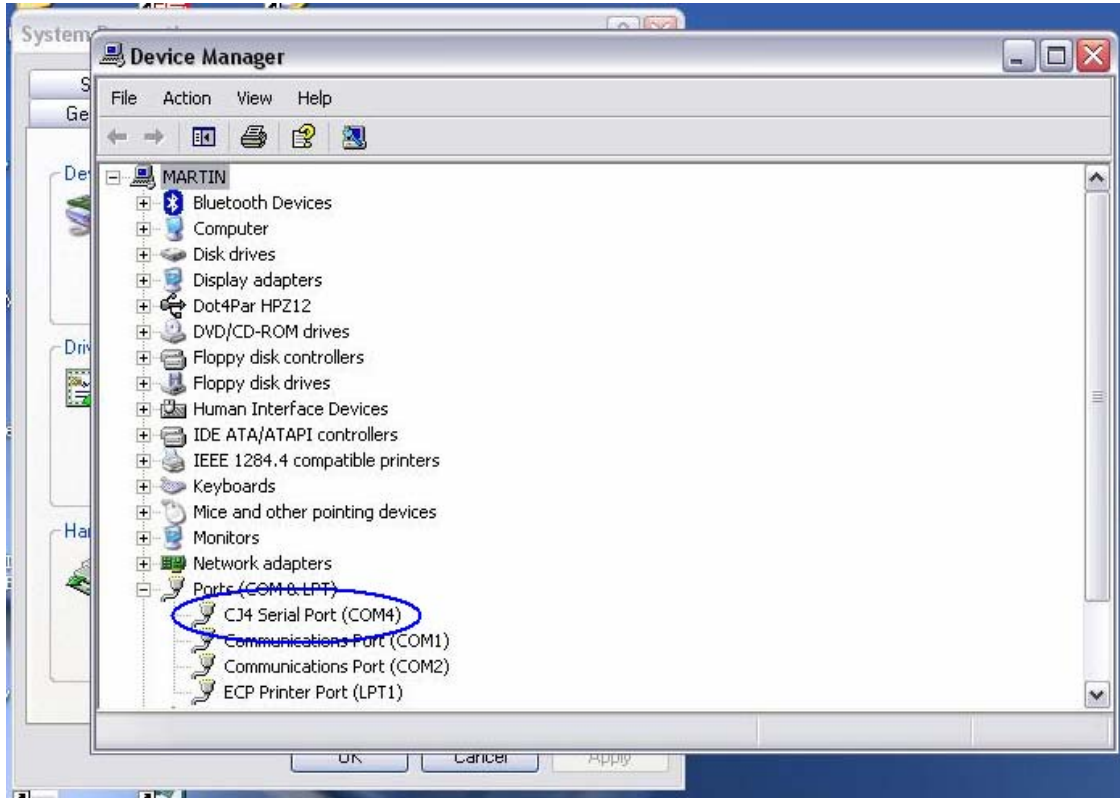 System
Device Manager
File Action View Help
MARTIN
Bluetooth Devices
Computer
Disk drives
Display adapters
Dot4Par HPZ12
DVD/CD-ROM drives
Floppy disk controllers
Floppy disk drives
Human Interface Devices
IDE ATA/ATAPI controllers
IEEE 1284.4 compatible printers
Keyboards
Mice and other pointing devices
Monitors
Network adapters
Ports (COM & LPT)
CJ4 Serial Port (COM4)
Communications Port (COM1)
Communications Port (COM2)
ECP Printer Port (LPT1)
OK Cancel Apply